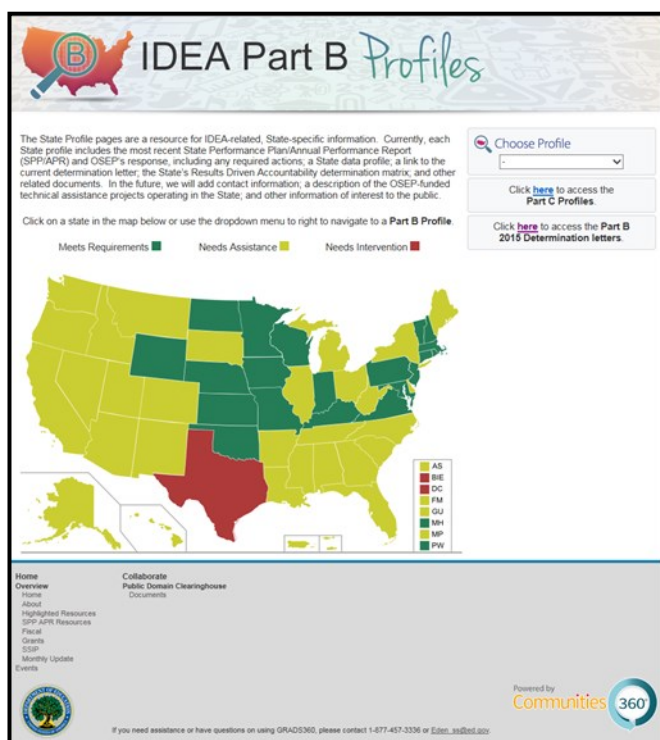 B
IDEA Part B Profiles
The State Profile pages are a resource for IDEA-related, State-specific information. Currently, each
State profile includes the most recent State Performance Plan/Annual Performance Report
(SPP/APR) and OSEP's response, including any required actions; a State data profile; a link to the
current determination letter; the State's Results Driven Accountability determination matrix; and other
related documents. In the future, we will add contact information; a description of the OSEP-funded
technical assistance projects operating in the State; and other information of interest to the public.
Click on a state in the map below or use the dropdown menu to right to navigate to a Part B Profile.
Meets Requirements Needs Assistance Needs Intervention
Choose Profile
-
Click here to access the
Part C Profiles.
Click here to access the Part B
2015 Determination letters.
AS
BIE
DC
FM
GU
MH
MP
PW
Home
Overview
Home
About
Highlighted Resources
SPP APR Resources
Fiscal
Grants
SSIP
Monthly Update
Events
Collaborate
Public Domain Clearinghouse
Documents
If you need assistance or have questions on using GRADS360, please contact 1-877-457-3336 or Eden_ss@ed.gov.
Powered by
Communities 360°